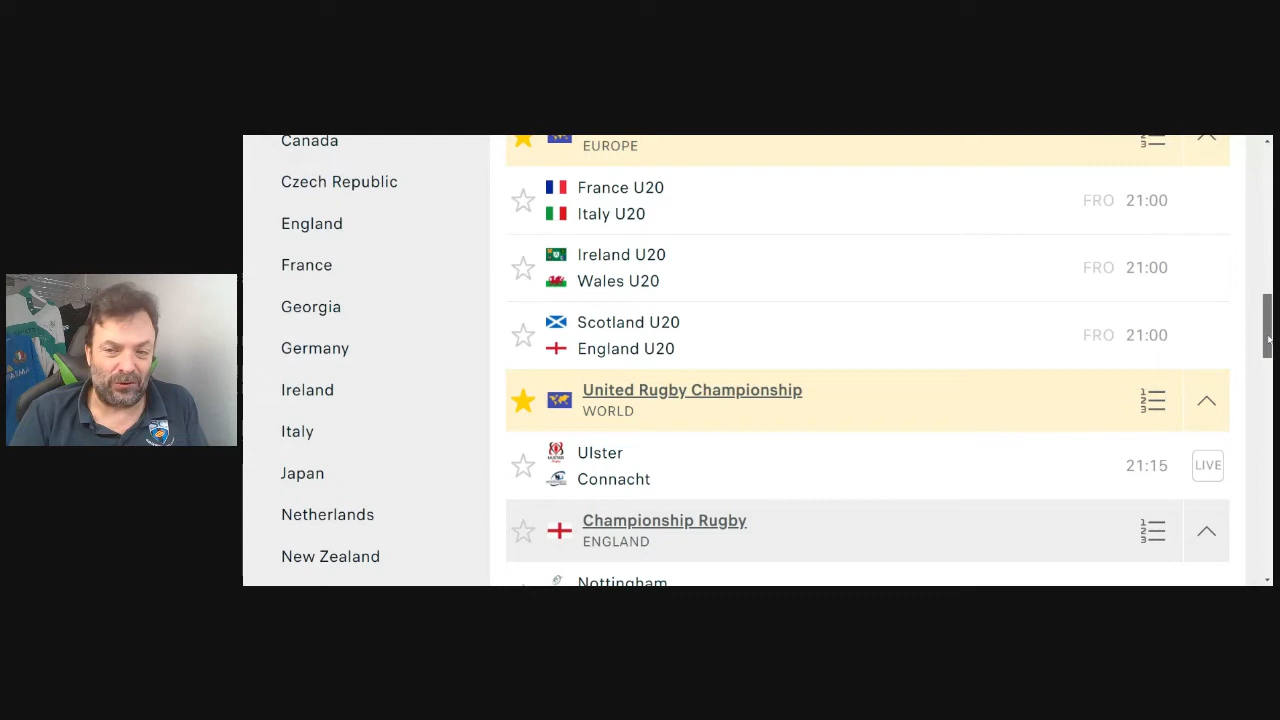 Canada
Czech Republic
England
France
Georgia
Germany
Ireland
Italy
Japan
Netherlands
New Zealand
EUROPE
France U20
Italy U20
FRO 21:00
Ireland U20
Wales U20
FRO 21:00
Scotland U20
England U20
FRO 21:00
United Rugby Championship
WORLD
Ulster
Connacht
21:15 LIVE
Championship Rugby
ENGLAND
Nottingham